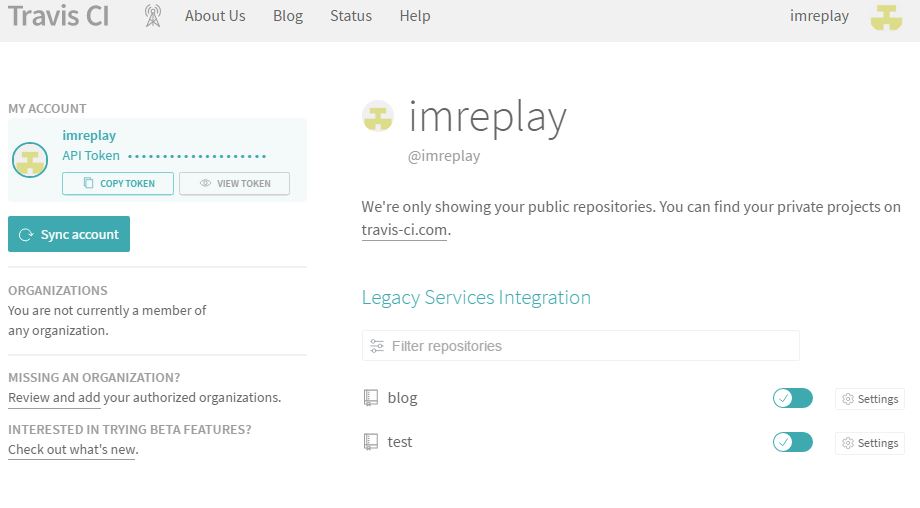 Travis CI
About Us
Blog
Status
Help
imreplay
MY ACCOUNT
imreplay
API Token ••••••••••••••••••••
COPY TOKEN
VIEW TOKEN
Sync account
ORGANIZATIONS
You are not currently a member of
any organization.
MISSING AN ORGANIZATION?
Review and add your authorized organizations.
INTERESTED IN TRYING BETA FEATURES?
Check out what's new.
imreplay
@imreplay
We're only showing your public repositories. You can find your private projects on
travis-ci.com.
Legacy Services Integration
Filter repositories
blog
Settings
test
Settings